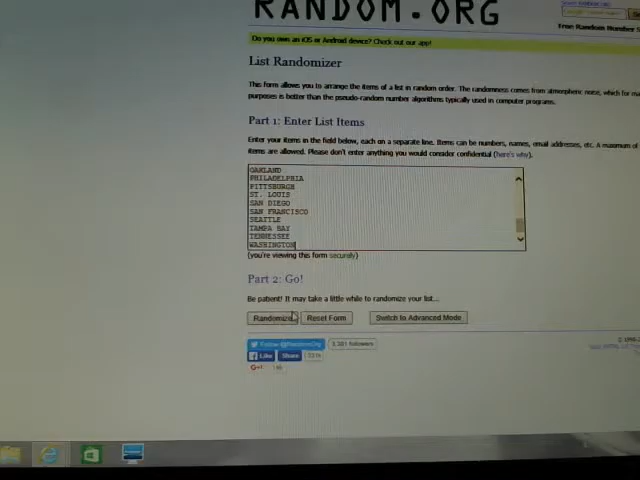 RANDOM.ORG
Do you own an iOS or Android device? Check out our app!
True Random Number
List Randomizer
This form allows you to arrange the items of a list in random order. The randomness comes from atmospheric noise, which for
purposes is better than the pseudo-random number algorithms typically used in computer programs.
Part 1: Enter List Items
Enter your items in the field below, each on a separate line. Items can be numbers, names, email addresses, etc. A maximum of
items are allowed. Please don't enter anything you would consider confidential (here's why).
OAKLAND
PHILADELPHIA
PITTSBURGH
ST. LOUIS
SAN DIEGO
SAN FRANCISCO
SEATTLE
TAMPA BAY
TENNESSEE
WASHINGTON
(you're viewing this form securely)
Part 2: Go!
Be patient! It may take a little while to randomize your list...
Randomize Reset Form Switch to Advanced Mode
Follow @RandomOrg followers
Like Share
G+1